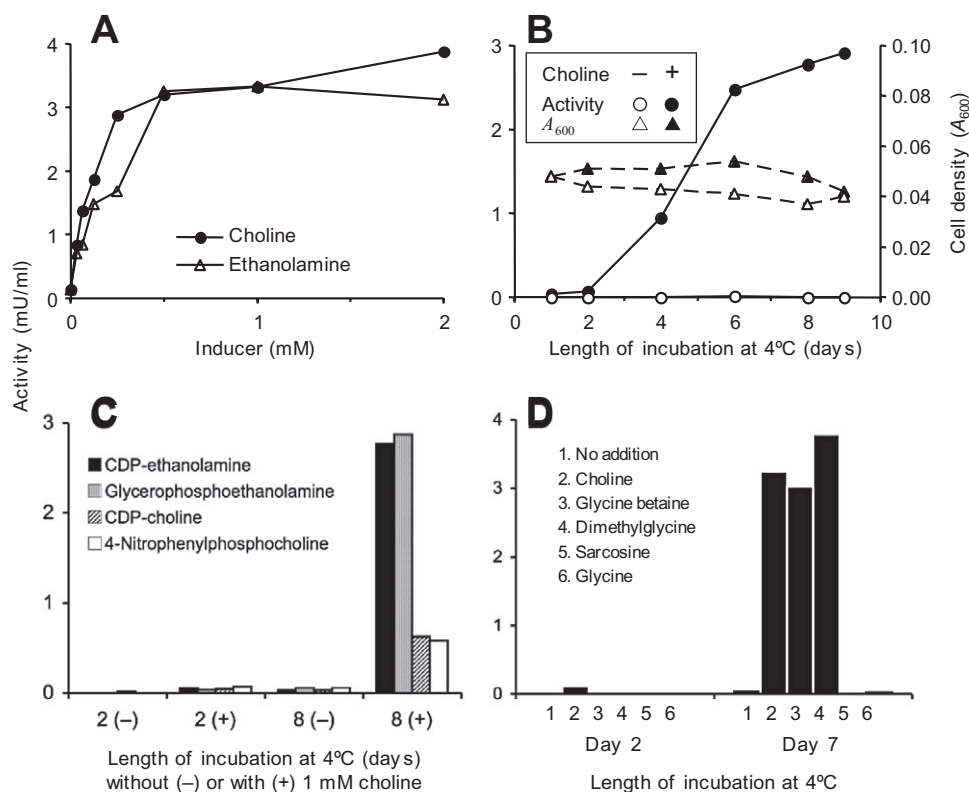 A
4
3
2
1
0
0
1
2
Inducer (mM)
Choline
Ethanolamine
Activity (mU/ml)
B
3
2
1
0
0.10
0.08
0.06
0.04
0.02
0.00
Choline – +
Activity
A600
0
2
4
6
8
10
Length of incubation at 4ºC (days)
Cell density (A600)
C
3
2
1
0
CDP-ethanolamine
Glycerophosphoethanolamine
CDP-choline
4-Nitrophenylphosphocholine
2 (–)
2 (+)
8 (–)
8 (+)
Length of incubation at 4ºC (days)
without (–) or with (+) 1 mM choline
D
4
3
2
1
0
1. No addition
2. Choline
3. Glycine betaine
4. Dimethylglycine
5. Sarcosine
6. Glycine
1 2 3 4 5 6
1 2 3 4 5 6
Day 2
Day 7
Length of incubation at 4ºC